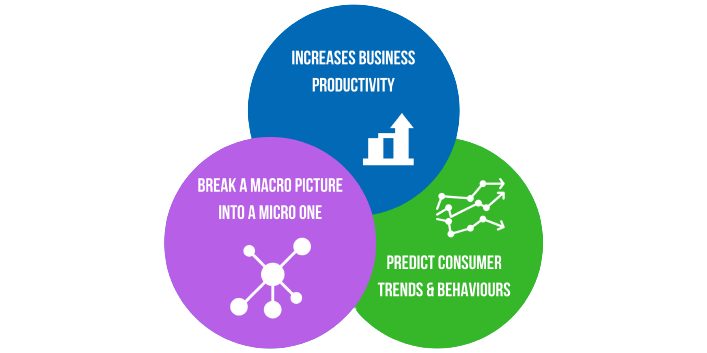 INCREASES BUSINESS
PRODUCTIVITY
BREAK A MACRO PICTURE
INTO A MICRO ONE
PREDICT CONSUMER
TRENDS & BEHAVIOURS